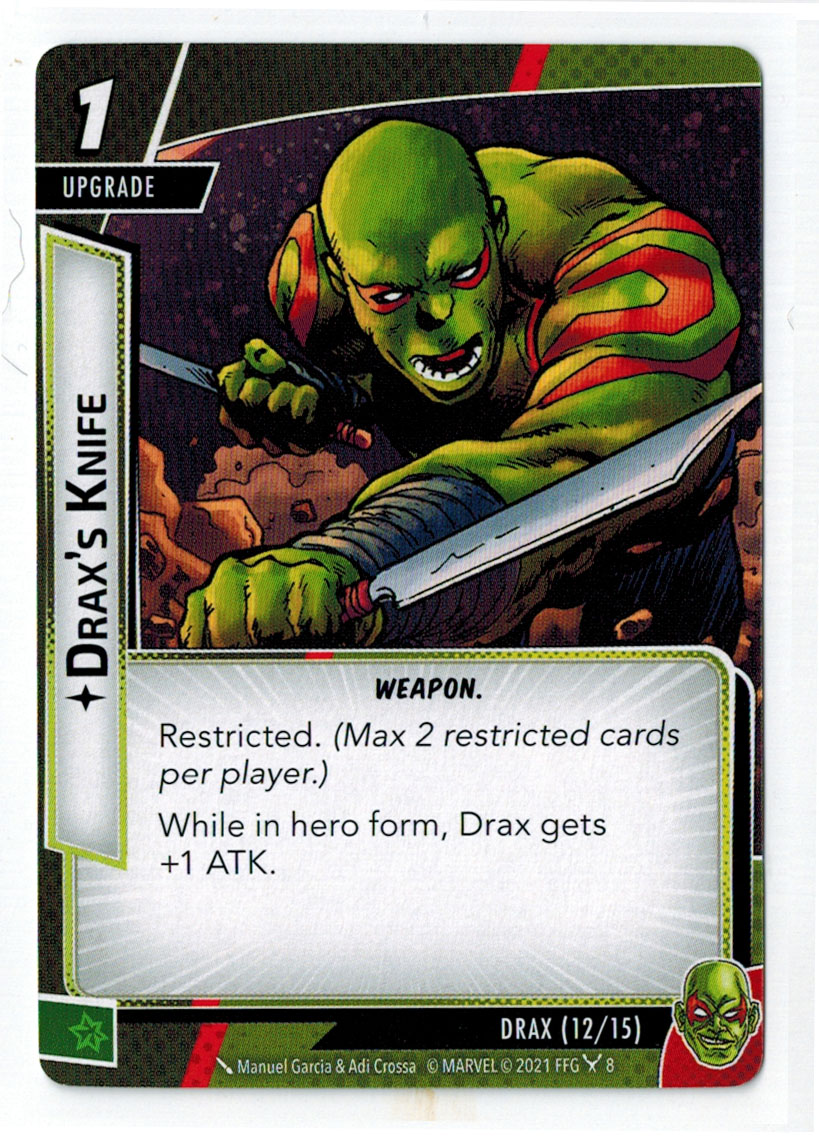 1
UPGRADE
DRAX'S KNIFE
WEAPON.
Restricted. (Max 2 restricted cards
per player.)
While in hero form, Drax gets
+1 ATK.
DRAX (12/15)
Manuel Garcia & Adi Crossa © MARVEL © 2021 FFG 8